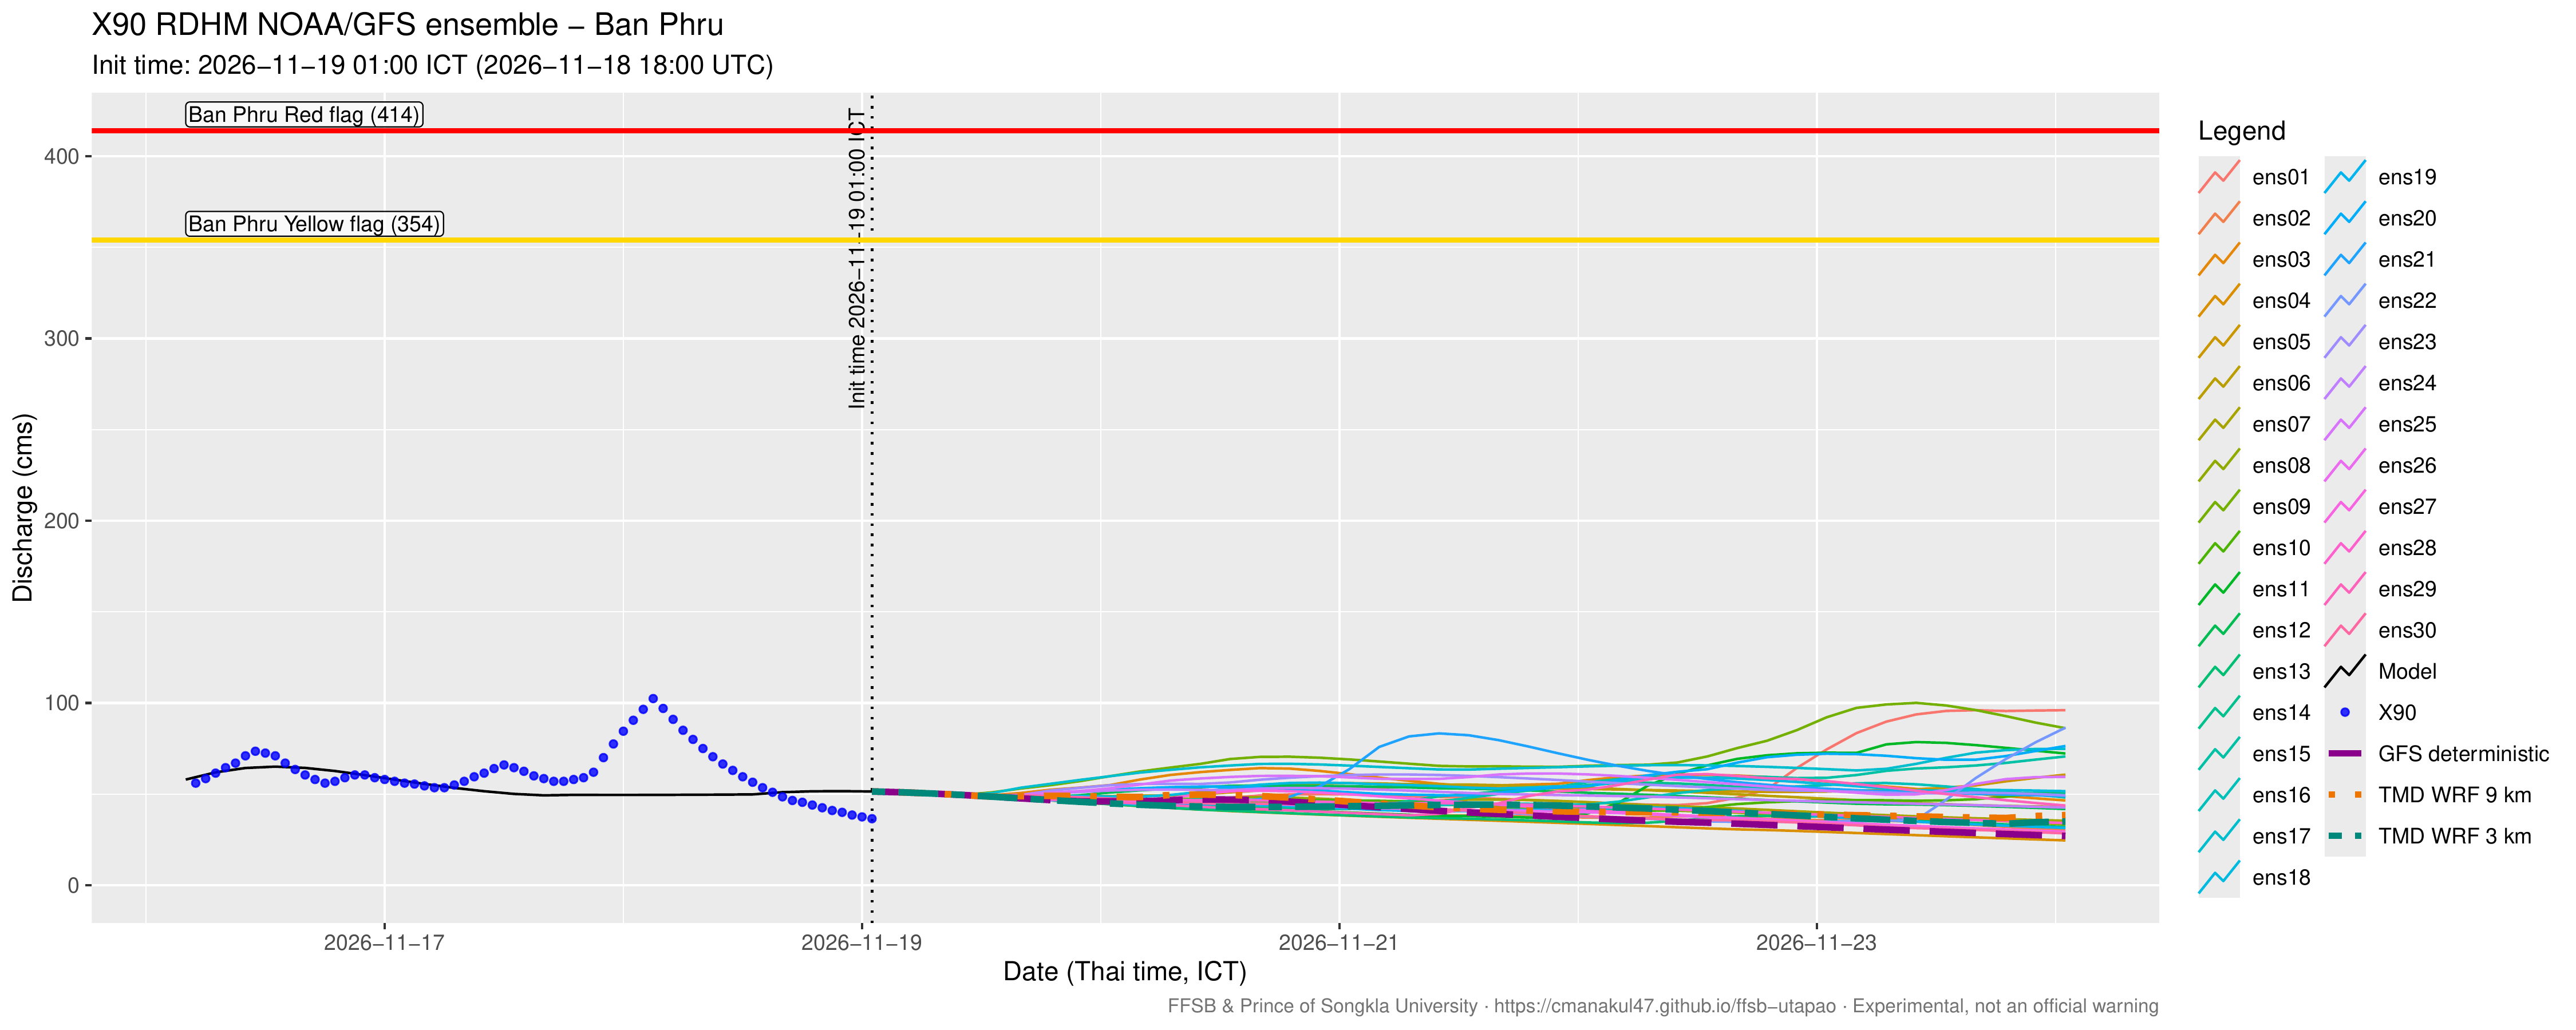 X90 RDHM NOAA/GFS ensemble – Ban Phru
Init time: 2026–11–19 01:00 ICT (2026–11–18 18:00 UTC)
Ban Phru Red flag (414)
Ban Phru Yellow flag (354)
Init time 2026–11–19 01:00 ICT
Discharge (cms)
400
300
200
100
0
2026–11–17
2026–11–19
2026–11–21
2026–11–23
Date (Thai time, ICT)
FFSB & Prince of Songkla University · https://cmanakul47.github.io/ffsb–utapao · Experimental, not an official warning
Legend
ens01
ens02
ens03
ens04
ens05
ens06
ens07
ens08
ens09
ens10
ens11
ens12
ens13
ens14
ens15
ens16
ens17
ens18
ens19
ens20
ens21
ens22
ens23
ens24
ens25
ens26
ens27
ens28
ens29
ens30
Model
X90
GFS deterministic
TMD WRF 9 km
TMD WRF 3 km